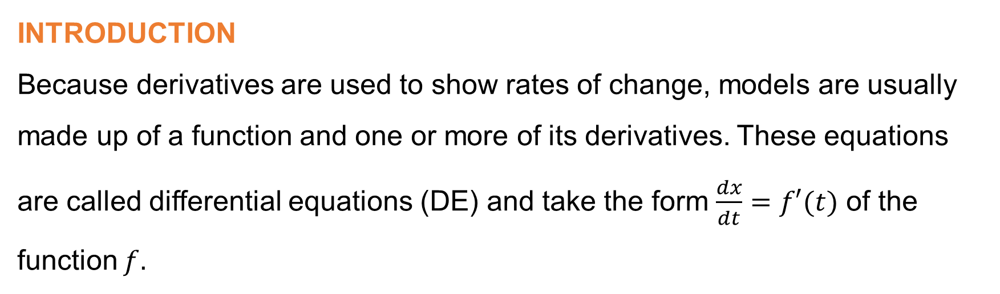 INTRODUCTION
Because derivatives are used to show rates of change, models are usually
made up of a function and one or more of its derivatives. These equations
are called differential equations (DE) and take the form dx/dt = f′(t) of the
function f.